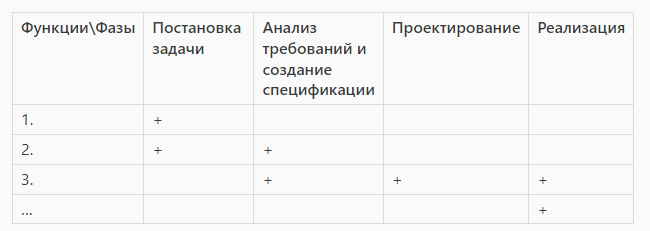 Функции\Фазы Постановка Анализ Проектирование Реализация
задачи требований и
создание
спецификации
1. +
2. + +
3. + + +
... +